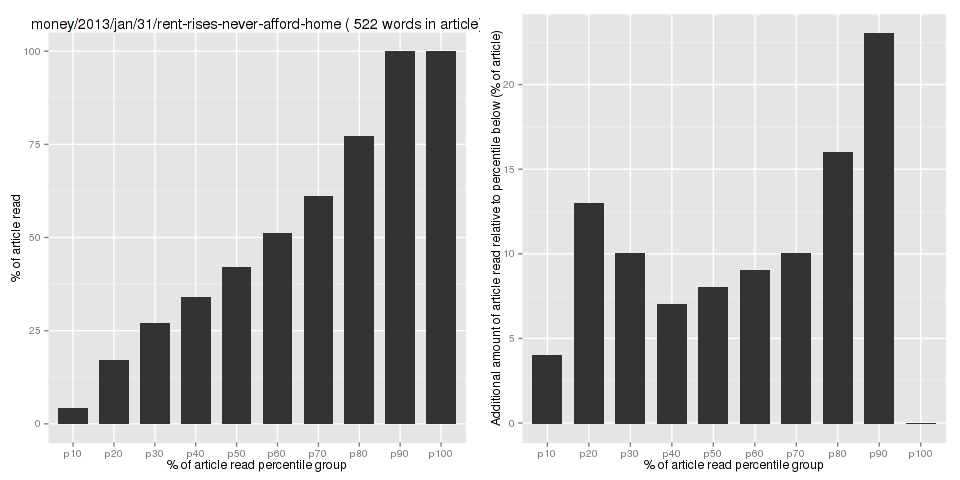 money/2013/jan/31/rent-rises-never-afford-home ( 522 words in article)
% of article read
100
75
50
25
0
p10 p20 p30 p40 p50 p60 p70 p80 p90 p100
% of article read percentile group
Additional amount of article read relative to percentile below (% of article)
20
15
10
5
0
p10 p20 p30 p40 p50 p60 p70 p80 p90 p100
% of article read percentile group